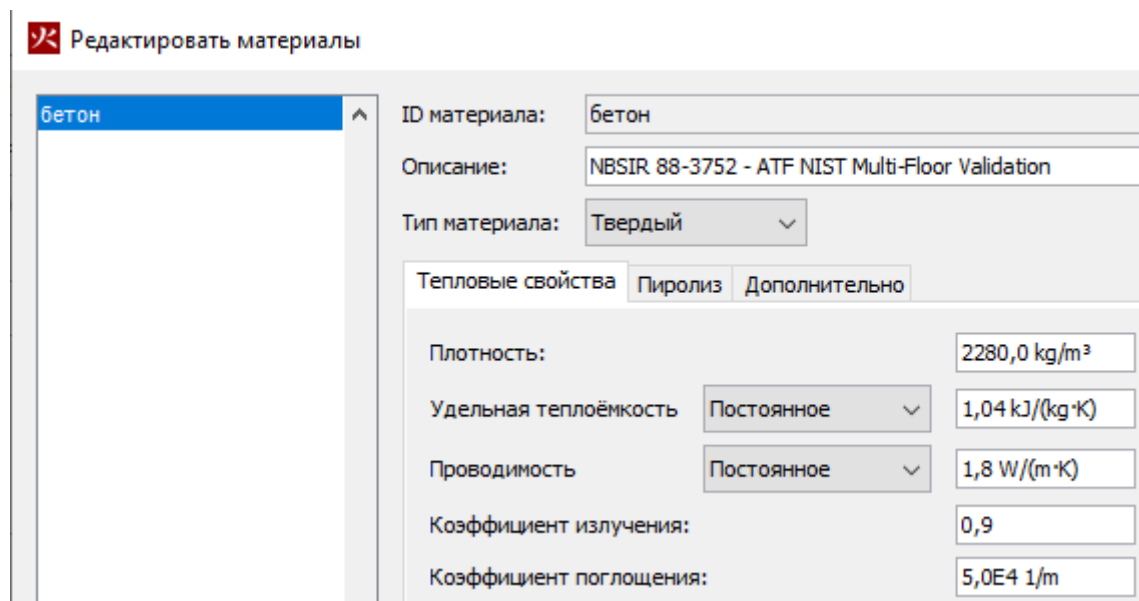 火 Редактировать материалы
бетон
ID материала: бетон
Описание: NBSIR 88-3752 - ATF NIST Multi-Floor Validation
Тип материала: Твердый
Тепловые свойства Пиролиз Дополнительно
Плотность: 2280,0 kg/m³
Удельная теплоёмкость Постоянное 1,04 kJ/(kg·K)
Проводимость Постоянное 1,8 W/(m·K)
Коэффициент излучения: 0,9
Коэффициент поглощения: 5,0E4 1/m